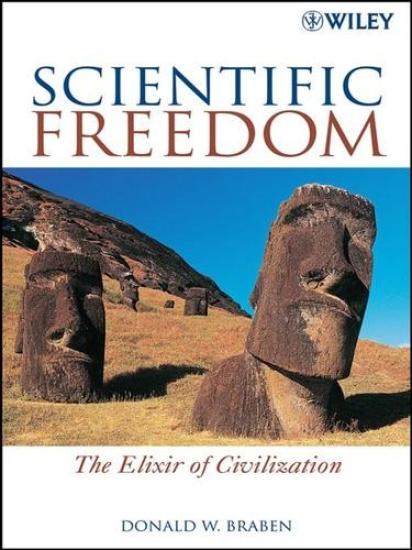 WILEY
SCIENTIFIC
FREEDOM
The Elixir of Civilization
DONALD W. BRABEN